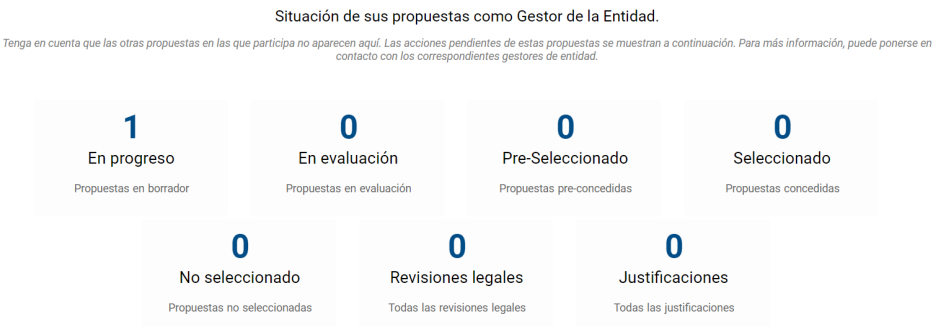 Situación de sus propuestas como Gestor de la Entidad.
Tenga en cuenta que las otras propuestas en las que participa no aparecen aquí. Las acciones pendientes de estas propuestas se muestran a continuación. Para más información, puede ponerse en
contacto con los correspondientes gestores de entidad.
1
En progreso
Propuestas en borrador
0
En evaluación
Propuestas en evaluación
0
Pre-Seleccionado
Propuestas pre-concedidas
0
Seleccionado
Propuestas concedidas
0
No seleccionado
Propuestas no seleccionadas
0
Revisiones legales
Todas las revisiones legales
0
Justificaciones
Todas las justificaciones